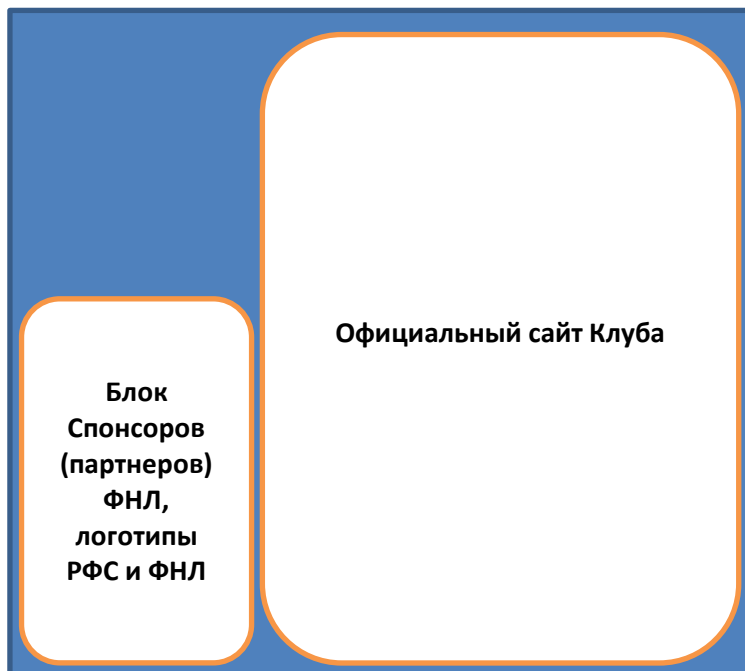 Официальный сайт Клуба
Блок
Спонсоров
(партнеров)
ФНЛ,
логотипы
РФС и ФНЛ